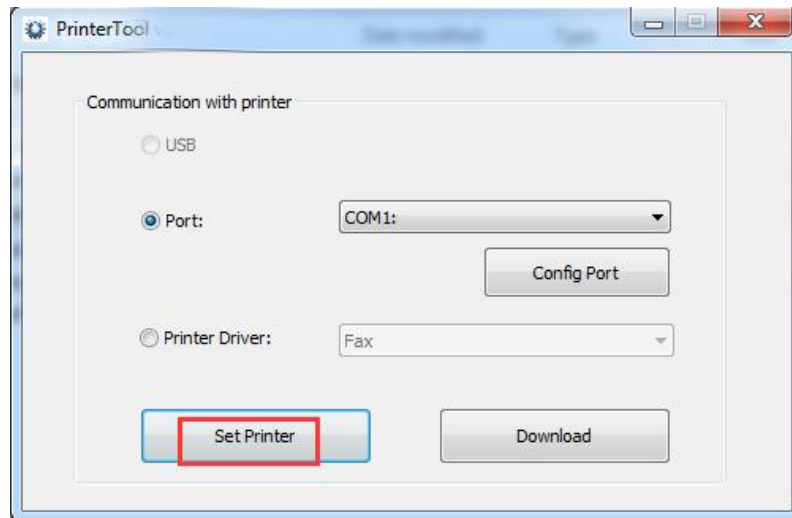 PrinterTool
Communication with printer
USB
Port:
COM1:
Config Port
Printer Driver:
Fax
Set Printer
Download